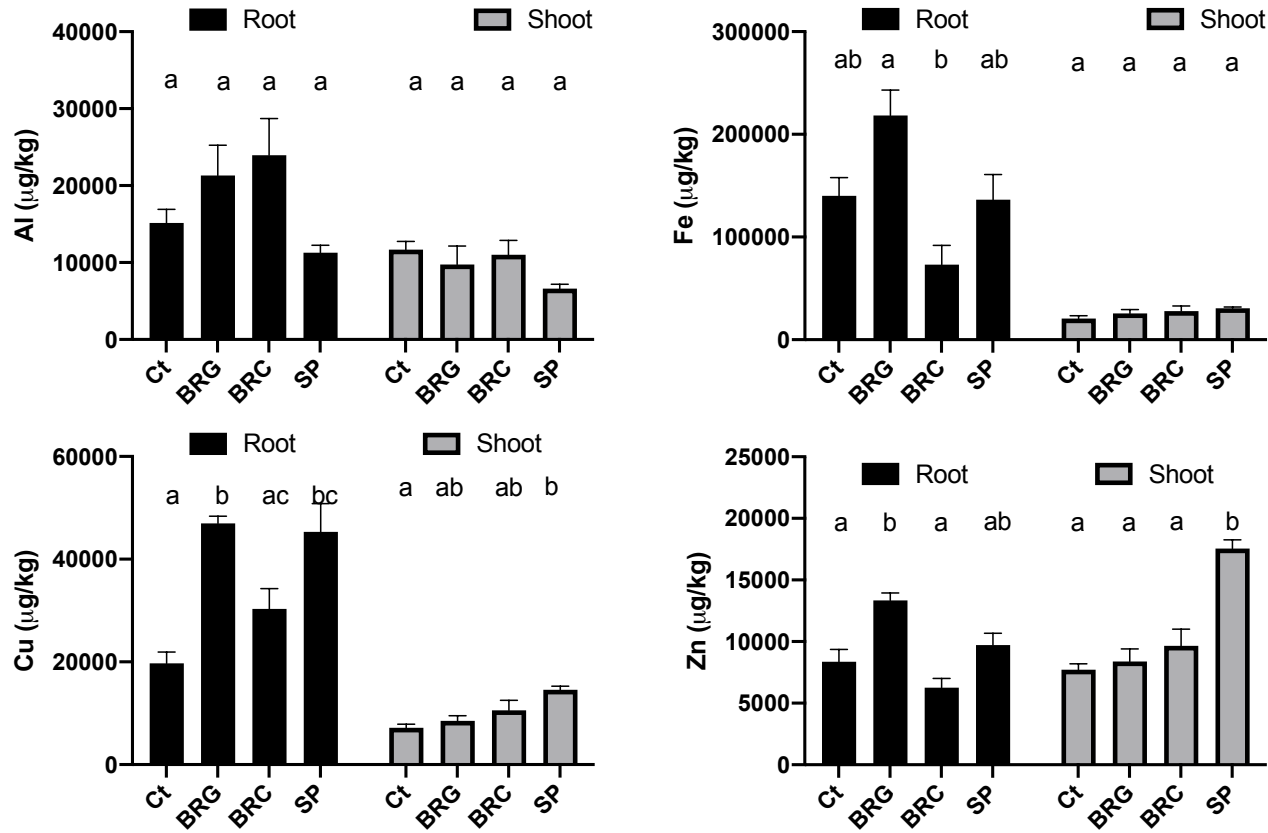 Root Shoot
40000
30000
20000
10000
0
Al (µg/kg)
a a a a a a a a
Ct BRG BRC SP Ct BRG BRC SP
Root Shoot
300000
200000
100000
0
Fe (µg/kg)
ab a b ab a a a a
Ct BRG BRC SP Ct BRG BRC SP
Root Shoot
60000
40000
20000
0
Cu (µg/kg)
a b ac bc a ab ab b
Ct BRG BRC SP Ct BRG BRC SP
Root Shoot
25000
20000
15000
10000
5000
0
Zn (µg/kg)
a b a ab a a a b
Ct BRG BRC SP Ct BRG BRC SP